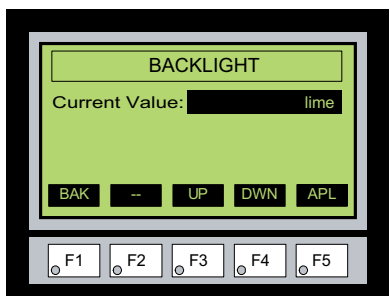 BACKLIGHT
Current Value: lime
BAK -- UP DWN APL
F1 F2 F3 F4 F5